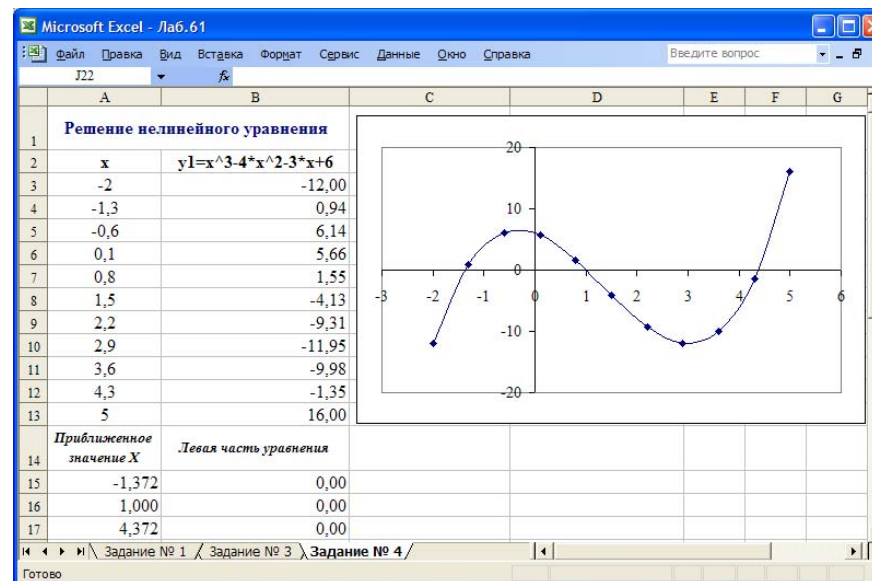 Microsoft Excel - Лаб.61
Файл Правка Вид Вставка Формат Сервис Данные Окно Справка Введите вопрос
J22 fx
A B C D E F G
1 Решение нелинейного уравнения
2 x y1=x^3-4*x^2-3*x+6
3 -2 -12,00
4 -1,3 0,94
5 -0,6 6,14
6 0,1 5,66
7 0,8 1,55
8 1,5 -4,13
9 2,2 -9,31
10 2,9 -11,95
11 3,6 -9,98
12 4,3 -1,35
13 5 16,00
14 Приближенное значение X Левая часть уравнения
15 -1,372 0,00
16 1,000 0,00
17 4,372 0,00
20
10
0
-3 -2 -1 0 1 2 3 4 5 6
-10
-20
Задание № 1 Задание № 3 Задание № 4
Готово